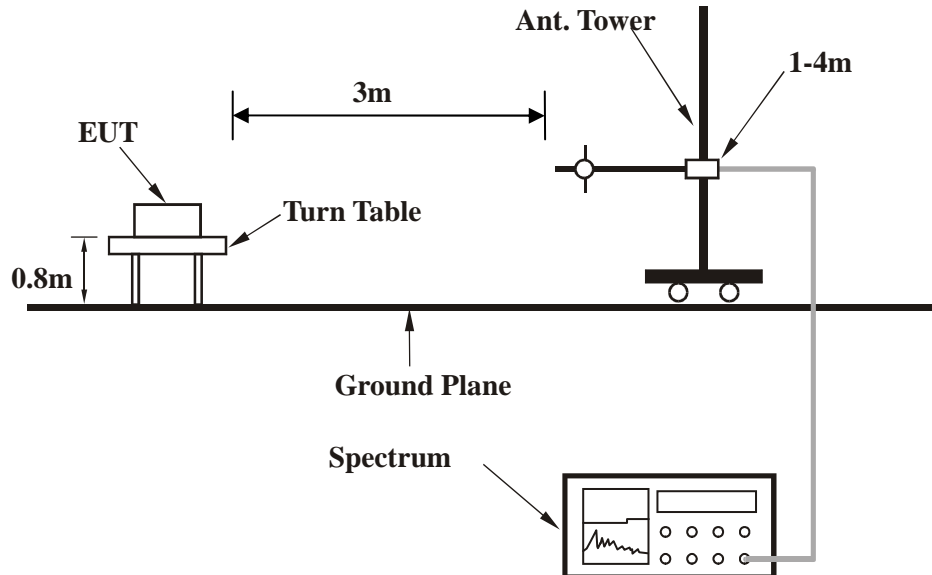 Ant. Tower
1-4m
3m
EUT
Turn Table
0.8m
Ground Plane
Spectrum